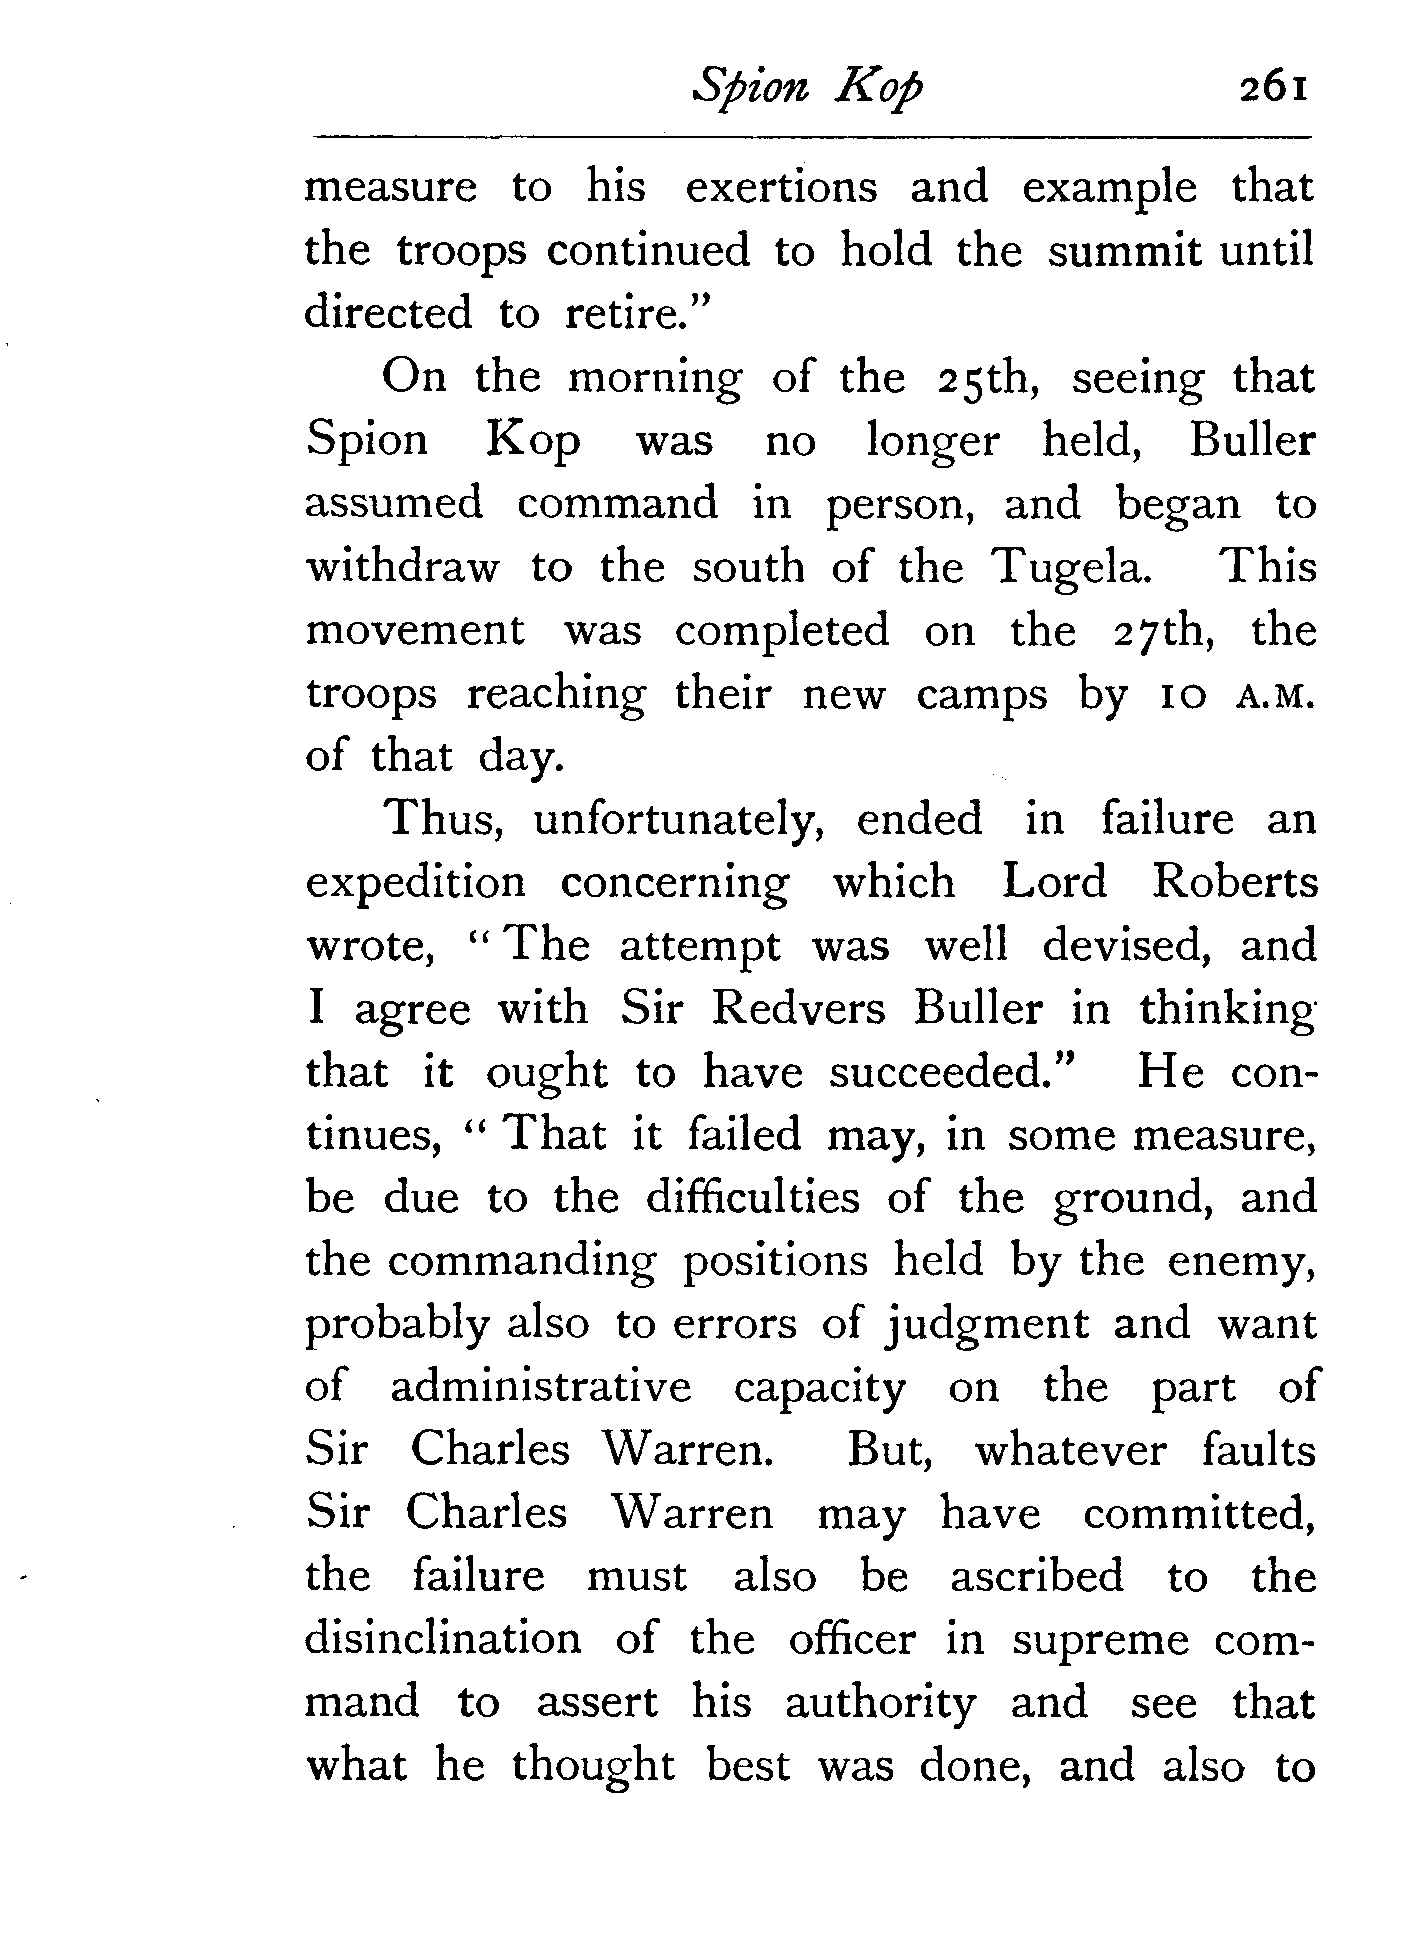 Spion Kop 261
measure to his exertions and example that
the troops continued to hold the summit until
directed to retire."
On the morning of the 25th, seeing that
Spion Kop was no longer held, Buller
assumed command in person, and began to
withdraw to the south of the Tugela. This
movement was completed on the 27th, the
troops reaching their new camps by 10 A.M.
of that day.
Thus, unfortunately, ended in failure an
expedition concerning which Lord Roberts
wrote, "The attempt was well devised, and
I agree with Sir Redvers Buller in thinking
that it ought to have succeeded." He con-
tinues, "That it failed may, in some measure,
be due to the difficulties of the ground, and
the commanding positions held by the enemy,
probably also to errors of judgment and want
of administrative capacity on the part of
Sir Charles Warren. But, whatever faults
Sir Charles Warren may have committed,
the failure must also be ascribed to the
disinclination of the officer in supreme com-
mand to assert his authority and see that
what he thought best was done, and also to